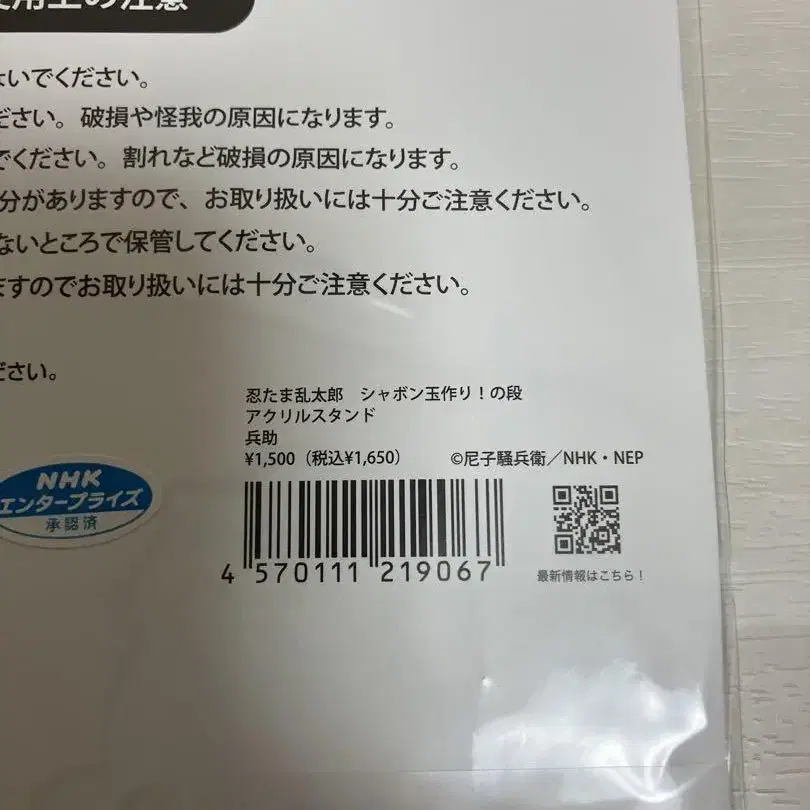 用上の注意
ないでください。
ださい。破損や怪我の原因になります。
でください。割れなど破損の原因になります。
分がありますので、お取り扱いには十分ご注意ください。
ないところで保管してください。
ますのでお取り扱いには十分ご注意ください。
ださい。
忍たま乱太郎 シャボン玉作り！の段
アクリルスタンド
兵助
¥1,500（税込¥1,650） ©尼子騒兵衛／NHK・NEP
NHK
エンタープライズ
承認済
4 570111 219067
最新情報はこちら！